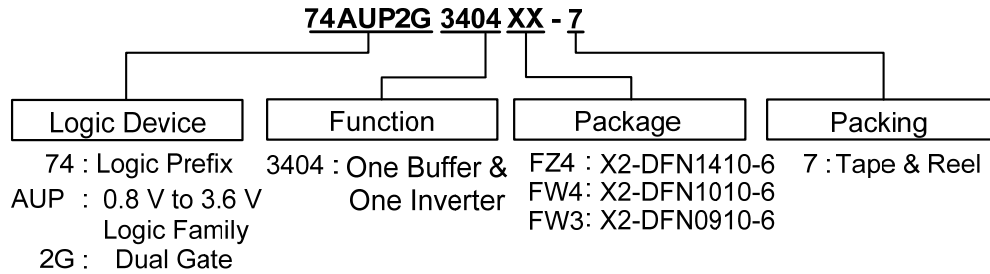 74AUP2G 3404 XX - 7
Logic Device
74 : Logic Prefix
AUP : 0.8 V to 3.6 V
Logic Family
2G : Dual Gate
Function
3404 : One Buffer &
One Inverter
Package
FZ4 : X2-DFN1410-6
FW4: X2-DFN1010-6
FW3: X2-DFN0910-6
Packing
7 : Tape & Reel